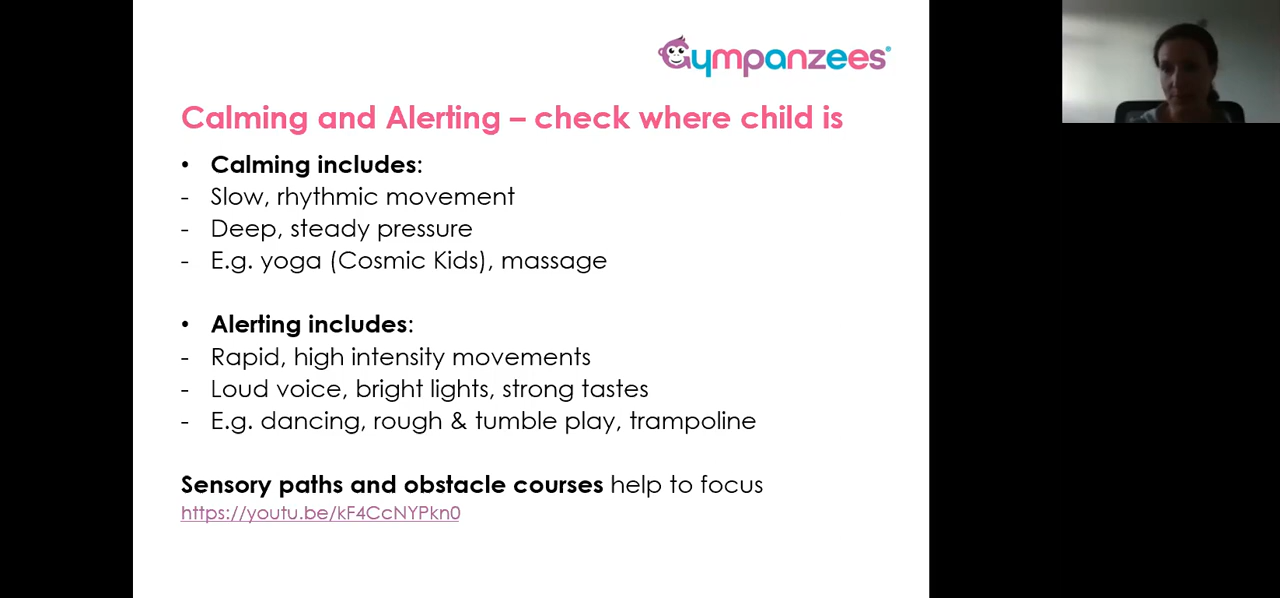 Gympanzees®
Calming and Alerting – check where child is
• Calming includes:
- Slow, rhythmic movement
- Deep, steady pressure
- E.g. yoga (Cosmic Kids), massage
• Alerting includes:
- Rapid, high intensity movements
- Loud voice, bright lights, strong tastes
- E.g. dancing, rough & tumble play, trampoline
Sensory paths and obstacle courses help to focus
https://youtu.be/kF4CcNYPkn0